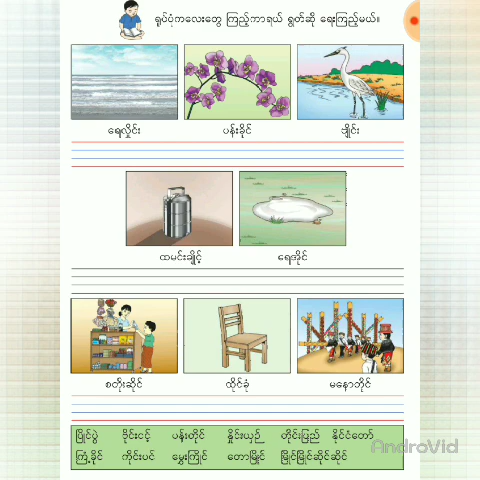 ရုပ်ပုံကလေးတွေ ကြည့်ကာရယ် ရွတ်ဆို ရေးကြည့်မယ်။
ရေလှိုင်း ပန်းခိုင် ဗျိုင်း
ထမင်းချိုင့် ရေအိုင်
စတိုးဆိုင် ထိုင်ခုံ မနောတိုင်
ပြိုင်ပွဲ ဝိုင်းငင့် ပန်းတိုင် နှိုင်းယှဉ် တိုင်းပြည် နိုင်ငံတော်
ကြံ့ခိုင် ကိုင်းပင် မွှေးကြိုင် တောမြိုင် မြိုင်မြိုင်ဆိုင်ဆိုင်
AndroVid